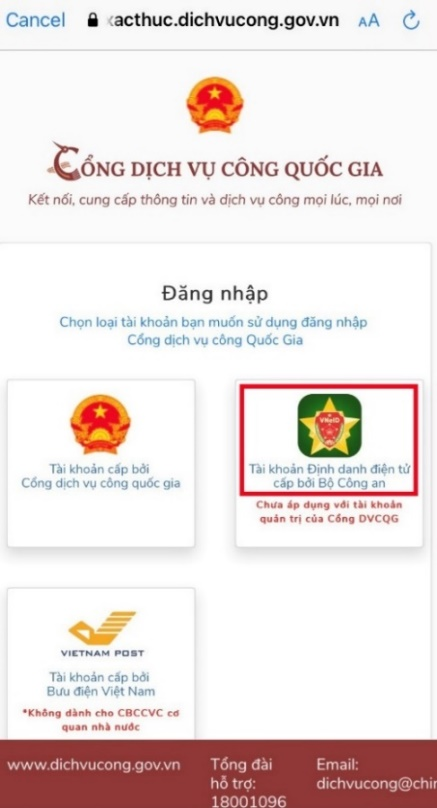 Cancel xacthuc.dichvucong.gov.vn AA
CỔNG DỊCH VỤ CÔNG QUỐC GIA
Kết nối, cung cấp thông tin và dịch vụ công mọi lúc, mọi nơi
Đăng nhập
Chọn loại tài khoản bạn muốn sử dụng đăng nhập
Cổng dịch vụ công Quốc Gia
Tài khoản cấp bởi
Cổng dịch vụ công quốc gia
VNeID
Tài khoản Định danh điện tử
cấp bởi Bộ Công an
Chưa áp dụng với tài khoản
quản trị của Cổng DVCQG
VIETNAM POST
Tài khoản cấp bởi
Bưu điện Việt Nam
*Không dành cho CBCCVC cơ
quan nhà nước
www.dichvucong.gov.vn
Tổng đài
hỗ trợ:
18001096
Email:
dichvucong@chin